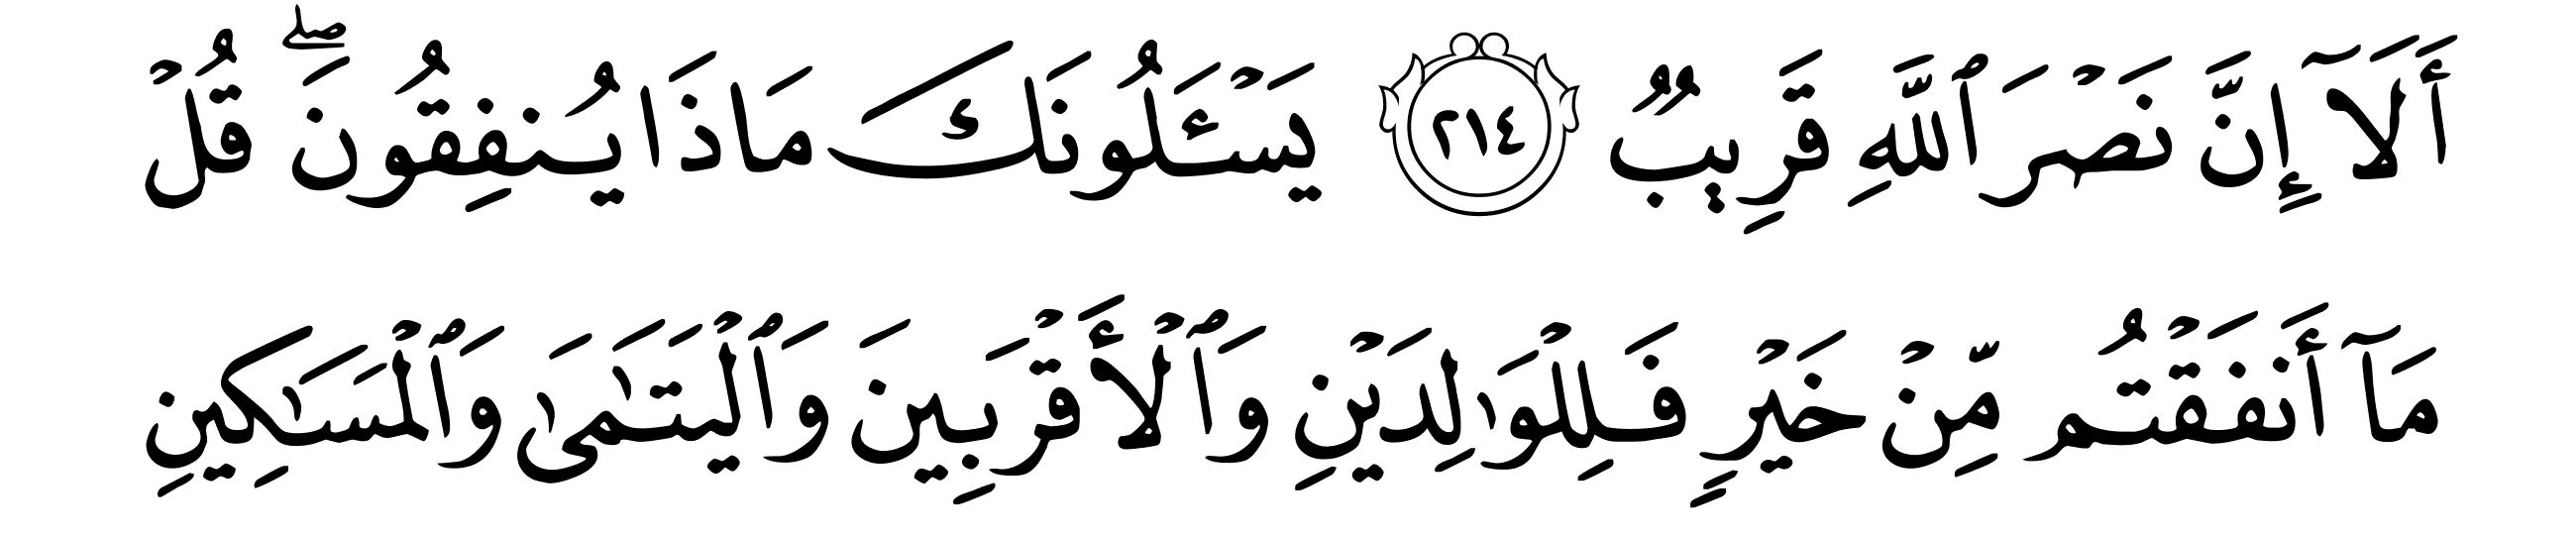 أَلَآ إِنَّ نَصْرَ ٱللَّهِ قَرِيبٌ ٢١٤ يَسْـَٔلُونَكَ مَاذَا يُنفِقُونَ ۖ قُلْ
مَآ أَنفَقْتُم مِّنْ خَيْرٍ فَلِلْوَٰلِدَيْنِ وَٱلْأَقْرَبِينَ وَٱلْيَتَـٰمَىٰ وَٱلْمَسَـٰكِينِ